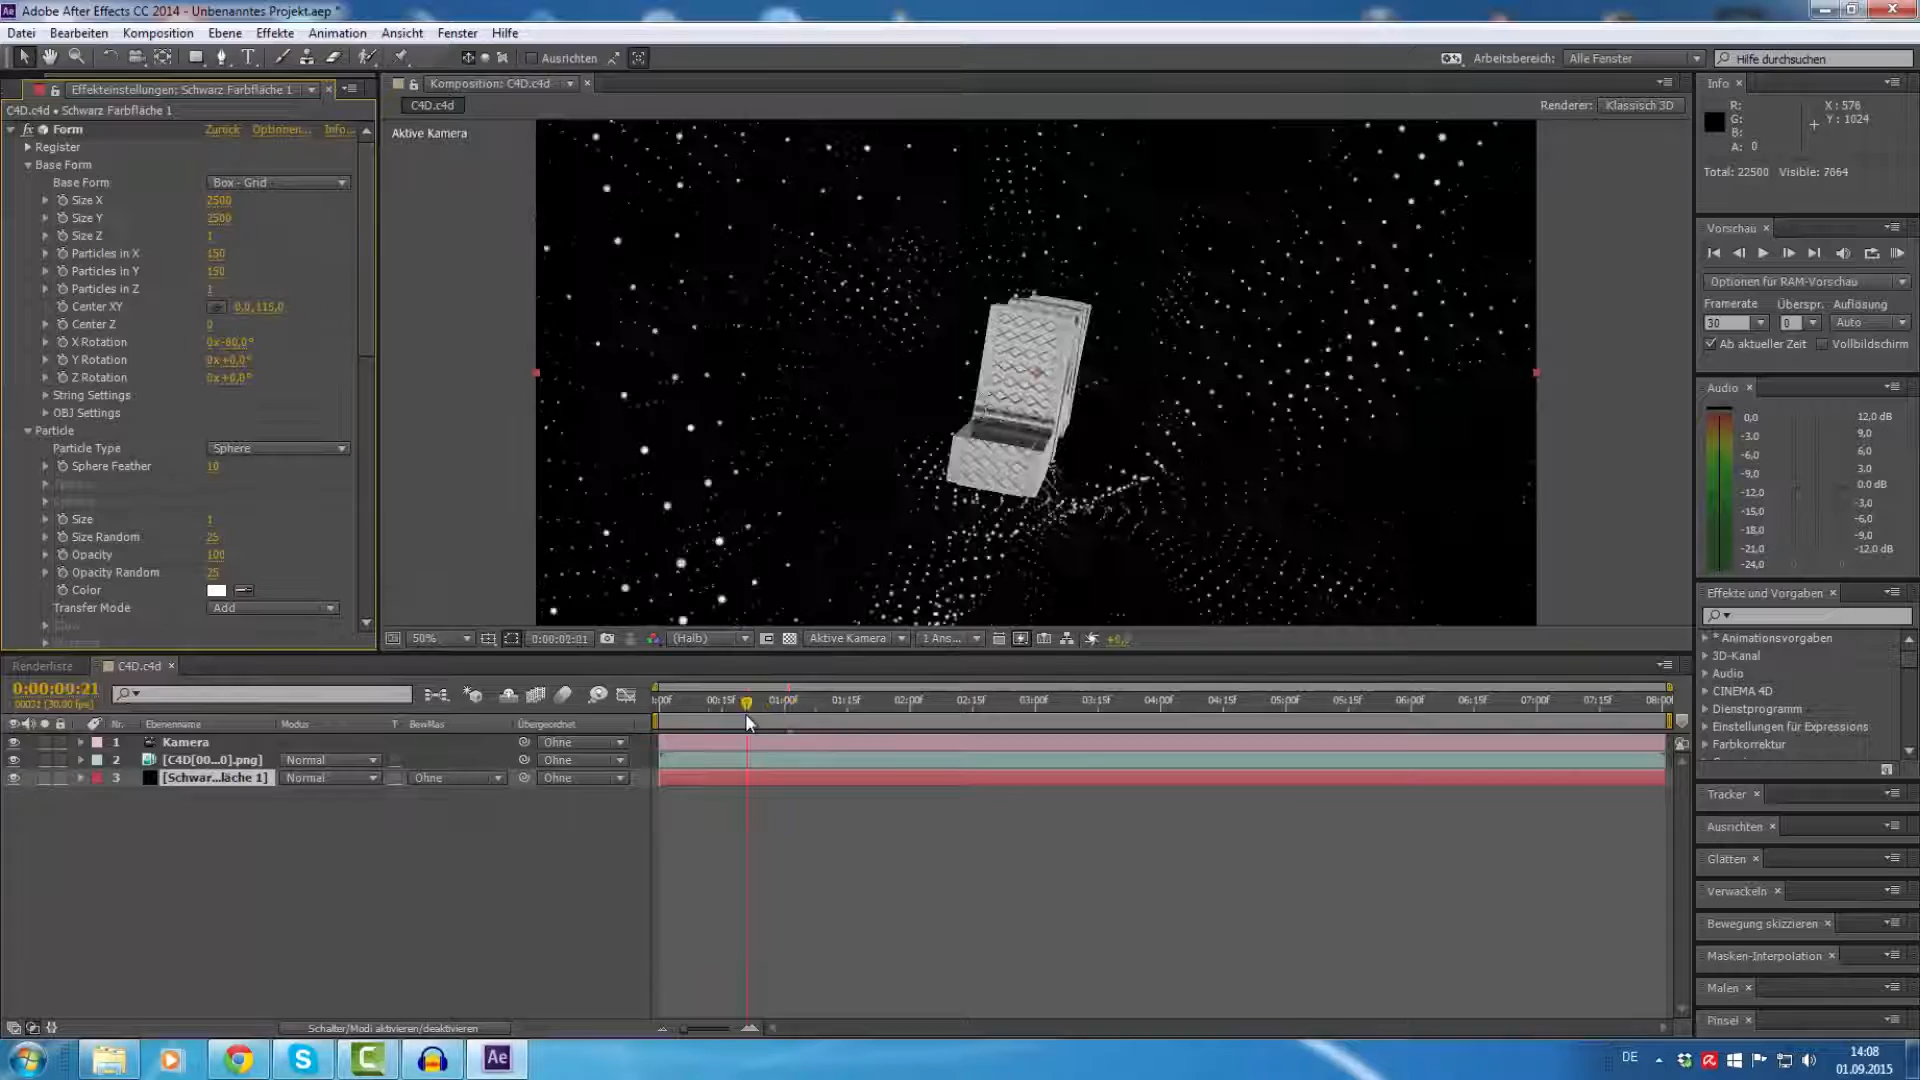 Adobe After Effects CC 2014 - Unbenanntes Projekt.aep *
Datei Bearbeiten Komposition Ebene Effekte Animation Ansicht Fenster Hilfe
Ausrichten
Arbeitsbereich: Alle Fenster
Hilfe durchsuchen
Effekteinstellungen: Schwarz Farbfläche 1
C4D.c4d • Schwarz Farbfläche 1
fx Form Zurück Optionen... Info...
Register
Base Form
Base Form Box - Grid
Size X 2500
Size Y 2500
Size Z 1
Particles in X 150
Particles in Y 150
Particles in Z 1
Center XY 0,0,115,0
Center Z 0
X Rotation 0x-80,0°
Y Rotation 0x+0,0°
Z Rotation 0x+0,0°
String Settings
OBJ Settings
Particle
Particle Type Sphere
Sphere Feather 10
Size 1
Size Random 25
Opacity 100
Opacity Random 25
Color
Transfer Mode Add
Komposition: C4D.c4d
C4D.c4d
Renderer: Klassisch 3D
Aktive Kamera
50% 0:00:02:01 (Halb) Aktive Kamera 1 Ans... +0,
Info
R: X : 576
G: Y : 1024
B:
A: 0
Total: 22500 Visible: 7664
Vorschau
Optionen für RAM-Vorschau
Framerate Überspr. Auflösung
30 0 Auto
Ab aktueller Zeit Vollbildschirm
Audio
0,0 12,0 dB
-3,0 9,0
-6,0 6,0
-9,0 3,0
-12,0 0.0 dB
-15,0 -3,0
-18,0 -6,0
-21,0 -9,0
-24,0 -12,0 dB
Effekte und Vorgaben
* Animationsvorgaben
3D-Kanal
Audio
CINEMA 4D
Dienstprogramm
Einstellungen für Expressions
Farbkorrektur
Tracker
Ausrichten
Glätten
Verwackeln
Bewegung skizzieren
Masken-Interpolation
Malen
Pinsel
Renderliste C4D.c4d
0:00:00:21
00021 (30.00 fps)
Nr. Ebenenname Modus T BewMas Übergeordnet
:00f 00:15f 01:00f 01:15f 02:00f 02:15f 03:00f 03:15f 04:00f 04:15f 05:00f 05:15f 06:00f 06:15f 07:00f 07:15f 08:00f
1 Kamera Ohne
2 [C4D[00...0].png] Normal Ohne
3 [Schwar...läche 1] Normal Ohne Ohne
Schalter/Modi aktivieren/deaktivieren
Ae
DE
14:08
01.09.2015